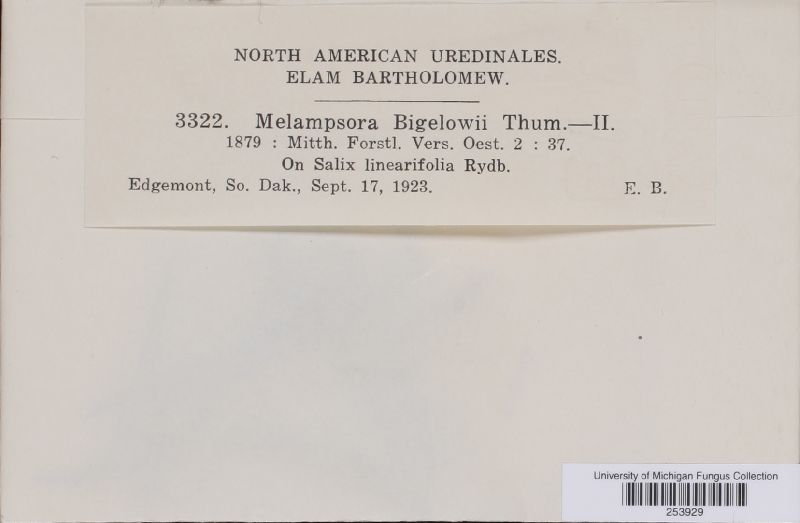 NORTH AMERICAN UREDINALES.
ELAM BARTHOLOMEW.
3322. Melampsora Bigelowii Thum.—II.
1879 : Mitth. Forstl. Vers. Oest. 2 : 37.
On Salix linearifolia Rydb.
Edgemont, So. Dak., Sept. 17, 1923. E. B.
University of Michigan Fungus Collection
253929